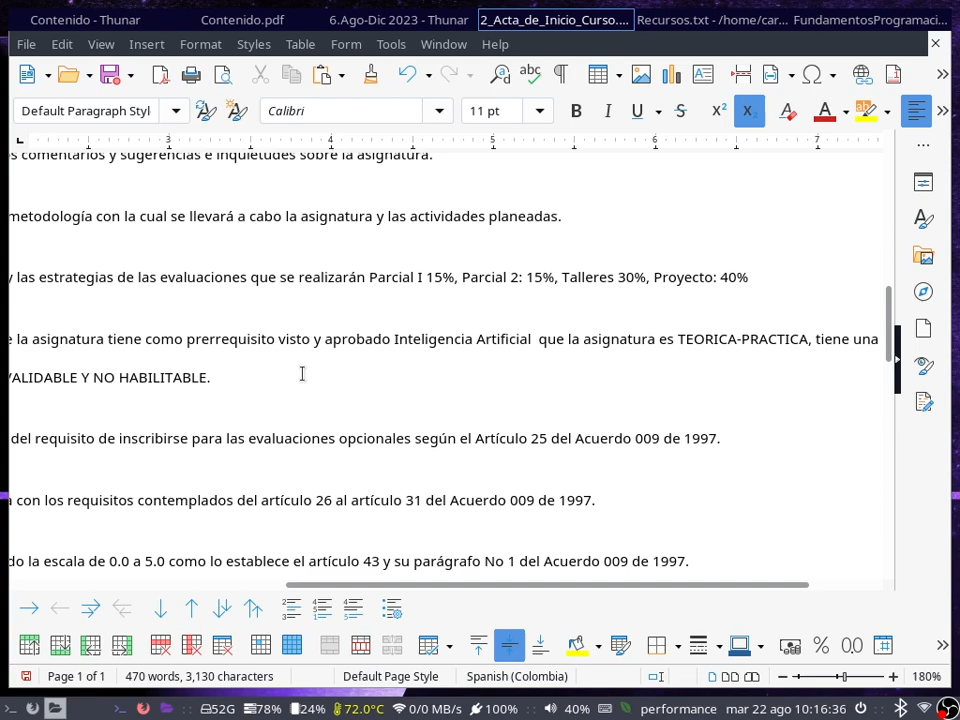 Contenido - Thunar Contenido.pdf 6.Ago-Dic 2023 - Thunar 2_Acta_de_Inicio_Curso.... Recursos.txt - /home/car... FundamentosProgramaci...
File Edit View Insert Format Styles Table Form Tools Window Help
Default Paragraph Styl Calibri 11 pt
3 4 5 6 7
os comentarios y sugerencias e inquietudes sobre la asignatura.
metodología con la cual se llevará a cabo la asignatura y las actividades planeadas.
y las estrategias de las evaluaciones que se realizarán Parcial I 15%, Parcial 2: 15%, Talleres 30%, Proyecto: 40%
e la asignatura tiene como prerrequisito visto y aprobado Inteligencia Artificial que la asignatura es TEORICA-PRACTICA, tiene una
VALIDABLE Y NO HABILITABLE.
del requisito de inscribirse para las evaluaciones opcionales según el Artículo 25 del Acuerdo 009 de 1997.
a con los requisitos contemplados del artículo 26 al artículo 31 del Acuerdo 009 de 1997.
do la escala de 0.0 a 5.0 como lo establece el artículo 43 y su parágrafo No 1 del Acuerdo 009 de 1997.
Page 1 of 1 470 words, 3,130 characters Default Page Style Spanish (Colombia) 180%
52G 78% 24% 72.0°C 0/0 MB/s 100% 40% performance mar 22 ago 10:16:36